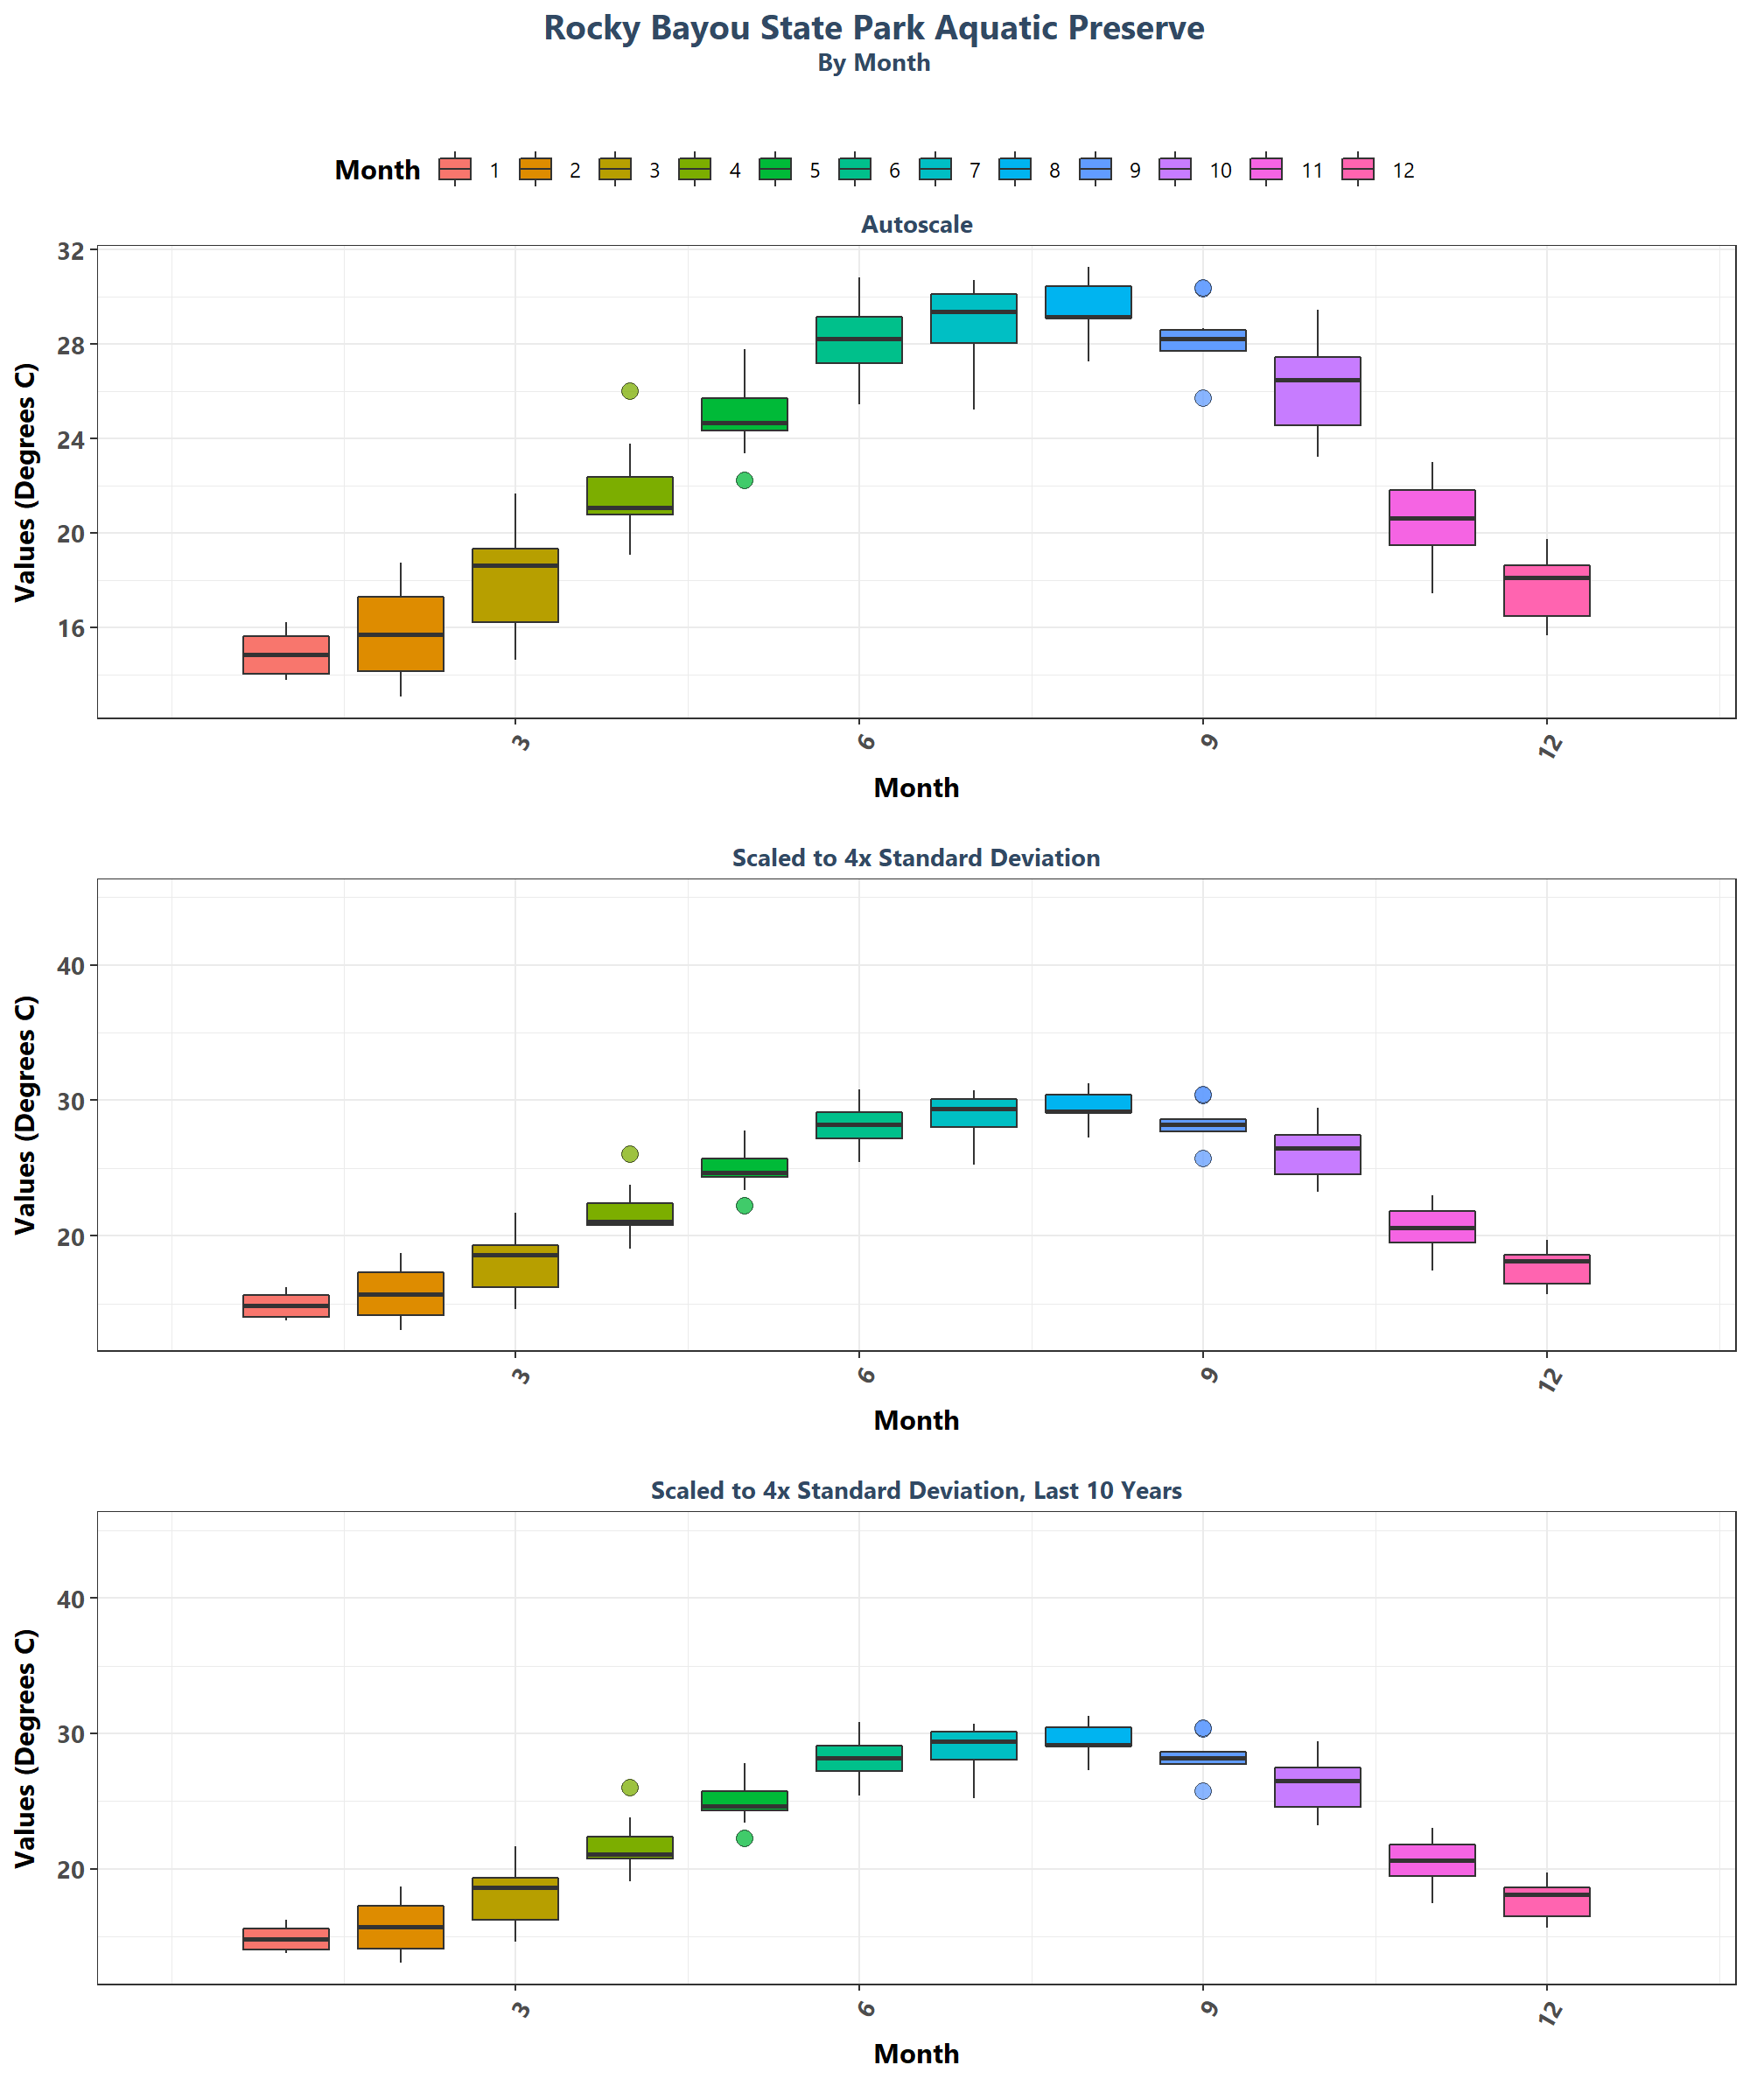 Rocky Bayou State Park Aquatic Preserve
By Month
Month 1 2 3 4 5 6 7 8 9 10 11 12
Autoscale
Values (Degrees C)
32
28
24
20
16
3 6 9 12
Month
Scaled to 4x Standard Deviation
Values (Degrees C)
40
30
20
3 6 9 12
Month
Scaled to 4x Standard Deviation, Last 10 Years
Values (Degrees C)
40
30
20
3 6 9 12
Month